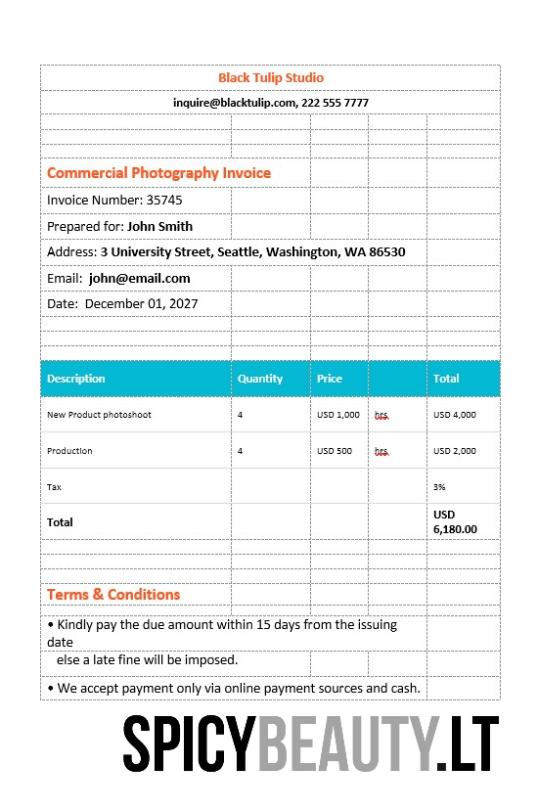 Black Tulip Studio
inquire@blacktulip.com, 222 555 7777
Commercial Photography Invoice
Invoice Number: 35745
Prepared for: John Smith
Address: 3 University Street, Seattle, Washington, WA 86530
Email: john@email.com
Date: December 01, 2027
Description Quantity Price Total
New Product photoshoot 4 USD 1,000 hrs. USD 4,000
Production 4 USD 500 hrs. USD 2,000
Tax 3%
Total USD 6,180.00
Terms & Conditions
• Kindly pay the due amount within 15 days from the issuing
date
else a late fine will be imposed.
• We accept payment only via online payment sources and cash.
SPICYBEAUTY.LT